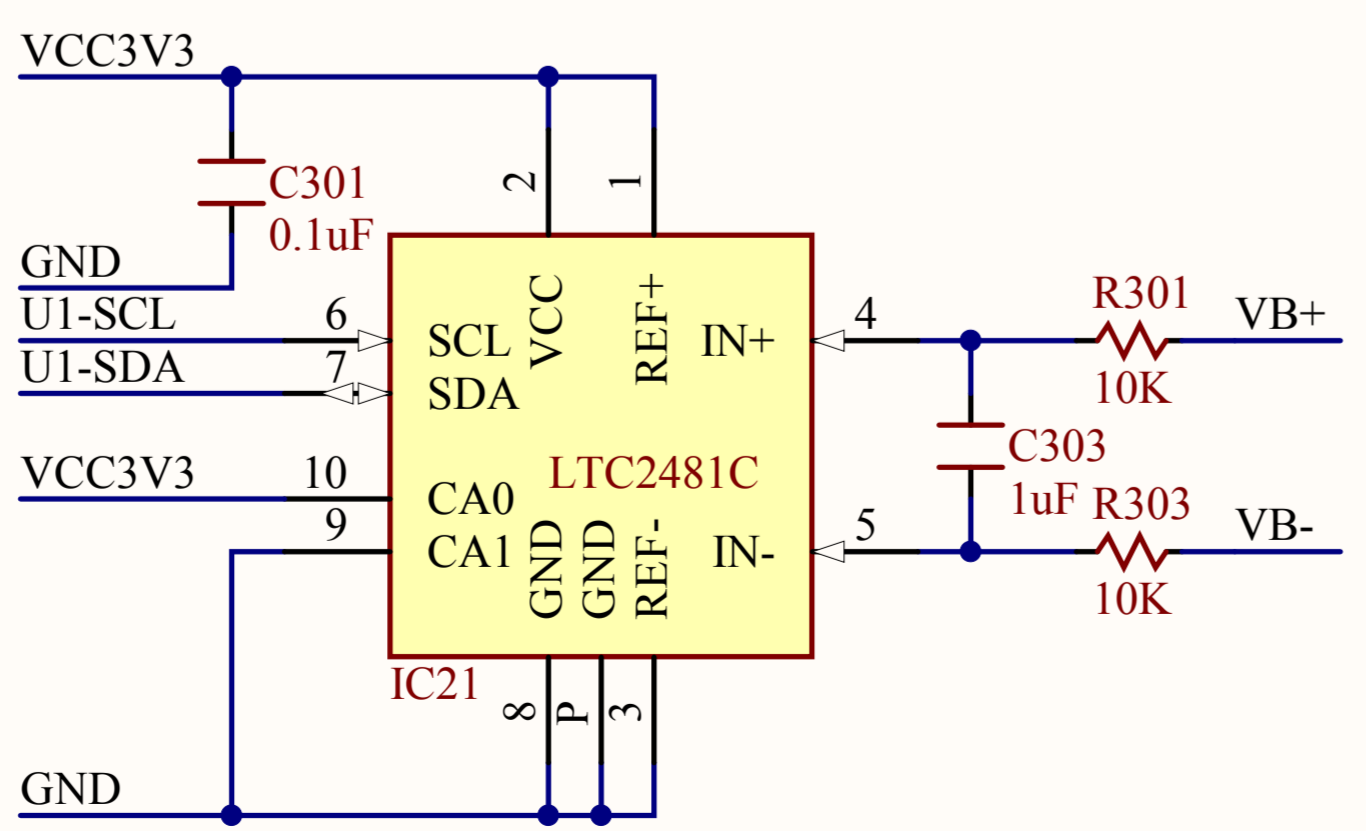 VCC3V3
C301
0.1uF
GND
U1-SCL
U1-SDA
VCC3V3
GND
2
1
6
7
10
9
SCL
SDA
CA0
CA1
VCC
REF+
IN+
LTC2481C
GND
GND
REF-
IN-
IC21
8
P
3
4
5
R301
10K
VB+
C303
1uF
R303
10K
VB-